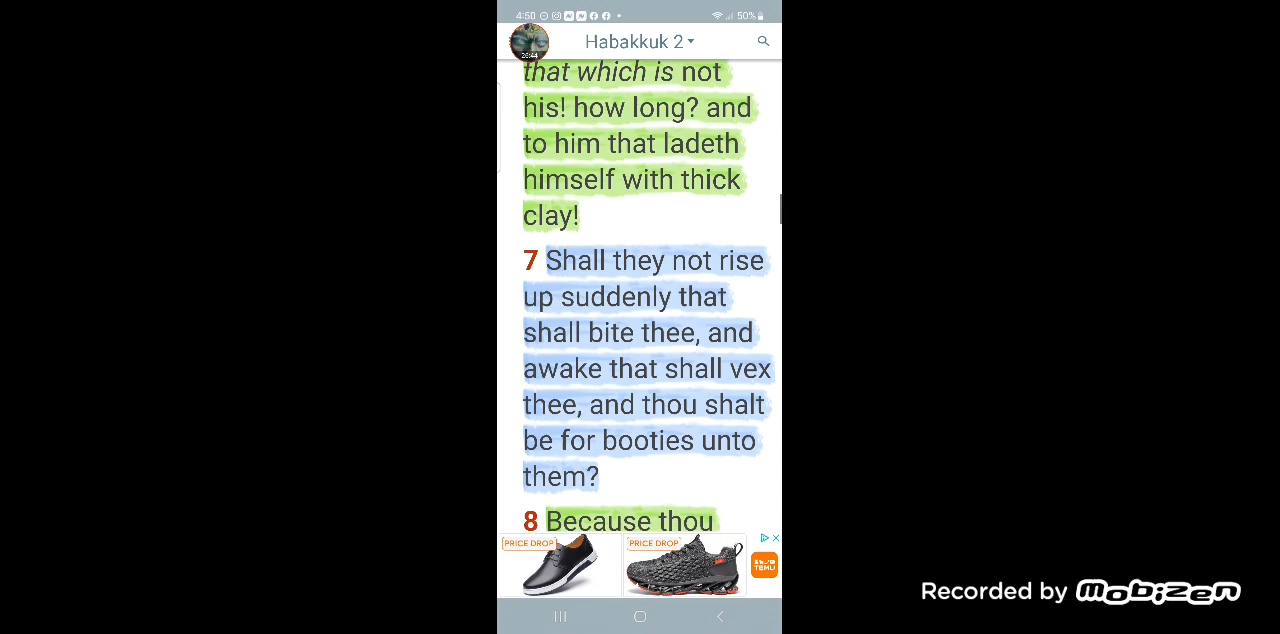 4:50
50%
Habakkuk 2
26:44
that which is not
his! how long? and
to him that ladeth
himself with thick
clay!
7 Shall they not rise
up suddenly that
shall bite thee, and
awake that shall vex
thee, and thou shalt
be for booties unto
them?
8 Because thou
PRICE DROP
PRICE DROP
TEMU
Recorded by mobizen